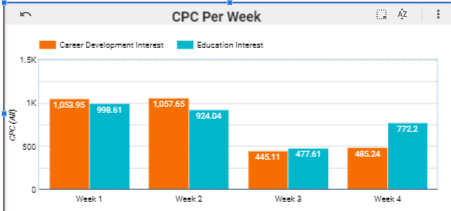 CPC Per Week
Career Development Interest Education Interest
1.5K
1K
500
0
CPC (All)
1,053.95 998.61
1,057.65 924.04
445.11 477.61
485.24 772.2
Week 1 Week 2 Week 3 Week 4